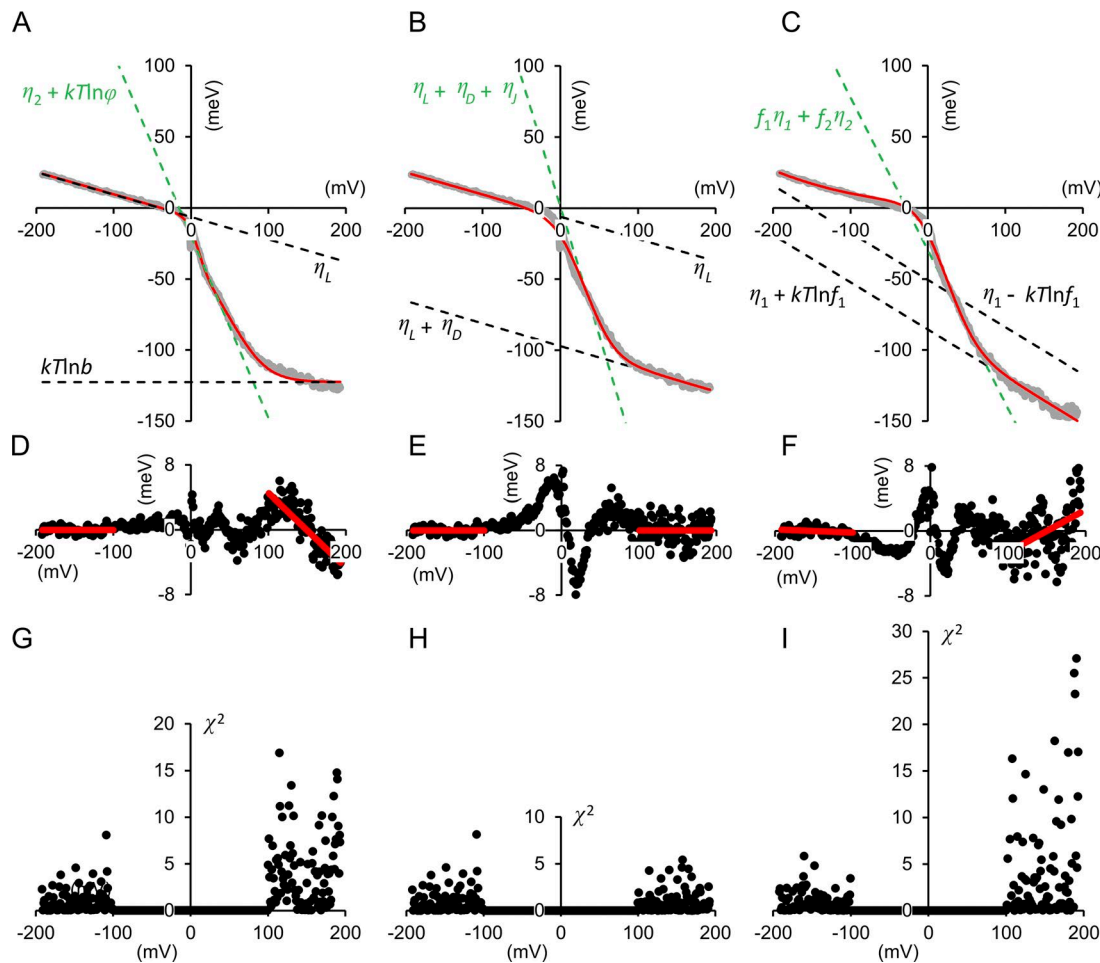 A
B
C
100
50
0
-50
-100
-150
(meV)
(mV)
-200
-100
0
100
200
η2 + kTlnφ
ηL
kTlnb
100
50
0
-50
-100
-150
(meV)
(mV)
-200
-100
0
100
200
ηL + ηD + ηJ
ηL
ηL + ηD
100
50
0
-50
-100
-150
(meV)
(mV)
-200
-100
0
100
200
f1η1 + f2η2
η1 + kTlnf1
η1 - kTlnf1
D
E
F
8
0
-8
(meV)
-200
-100
0
100
200
(mV)
8
0
-8
(meV)
-200
-100
0
100
200
(mV)
8
0
-8
(meV)
-200
-100
0
100
200
(mV)
G
H
I
20
15
10
5
0
χ2
-200
-100
0
100
200
(mV)
10
5
0
χ2
-200
-100
0
100
200
(mV)
30
25
20
15
10
5
0
χ2
-200
-100
0
100
200
(mV)